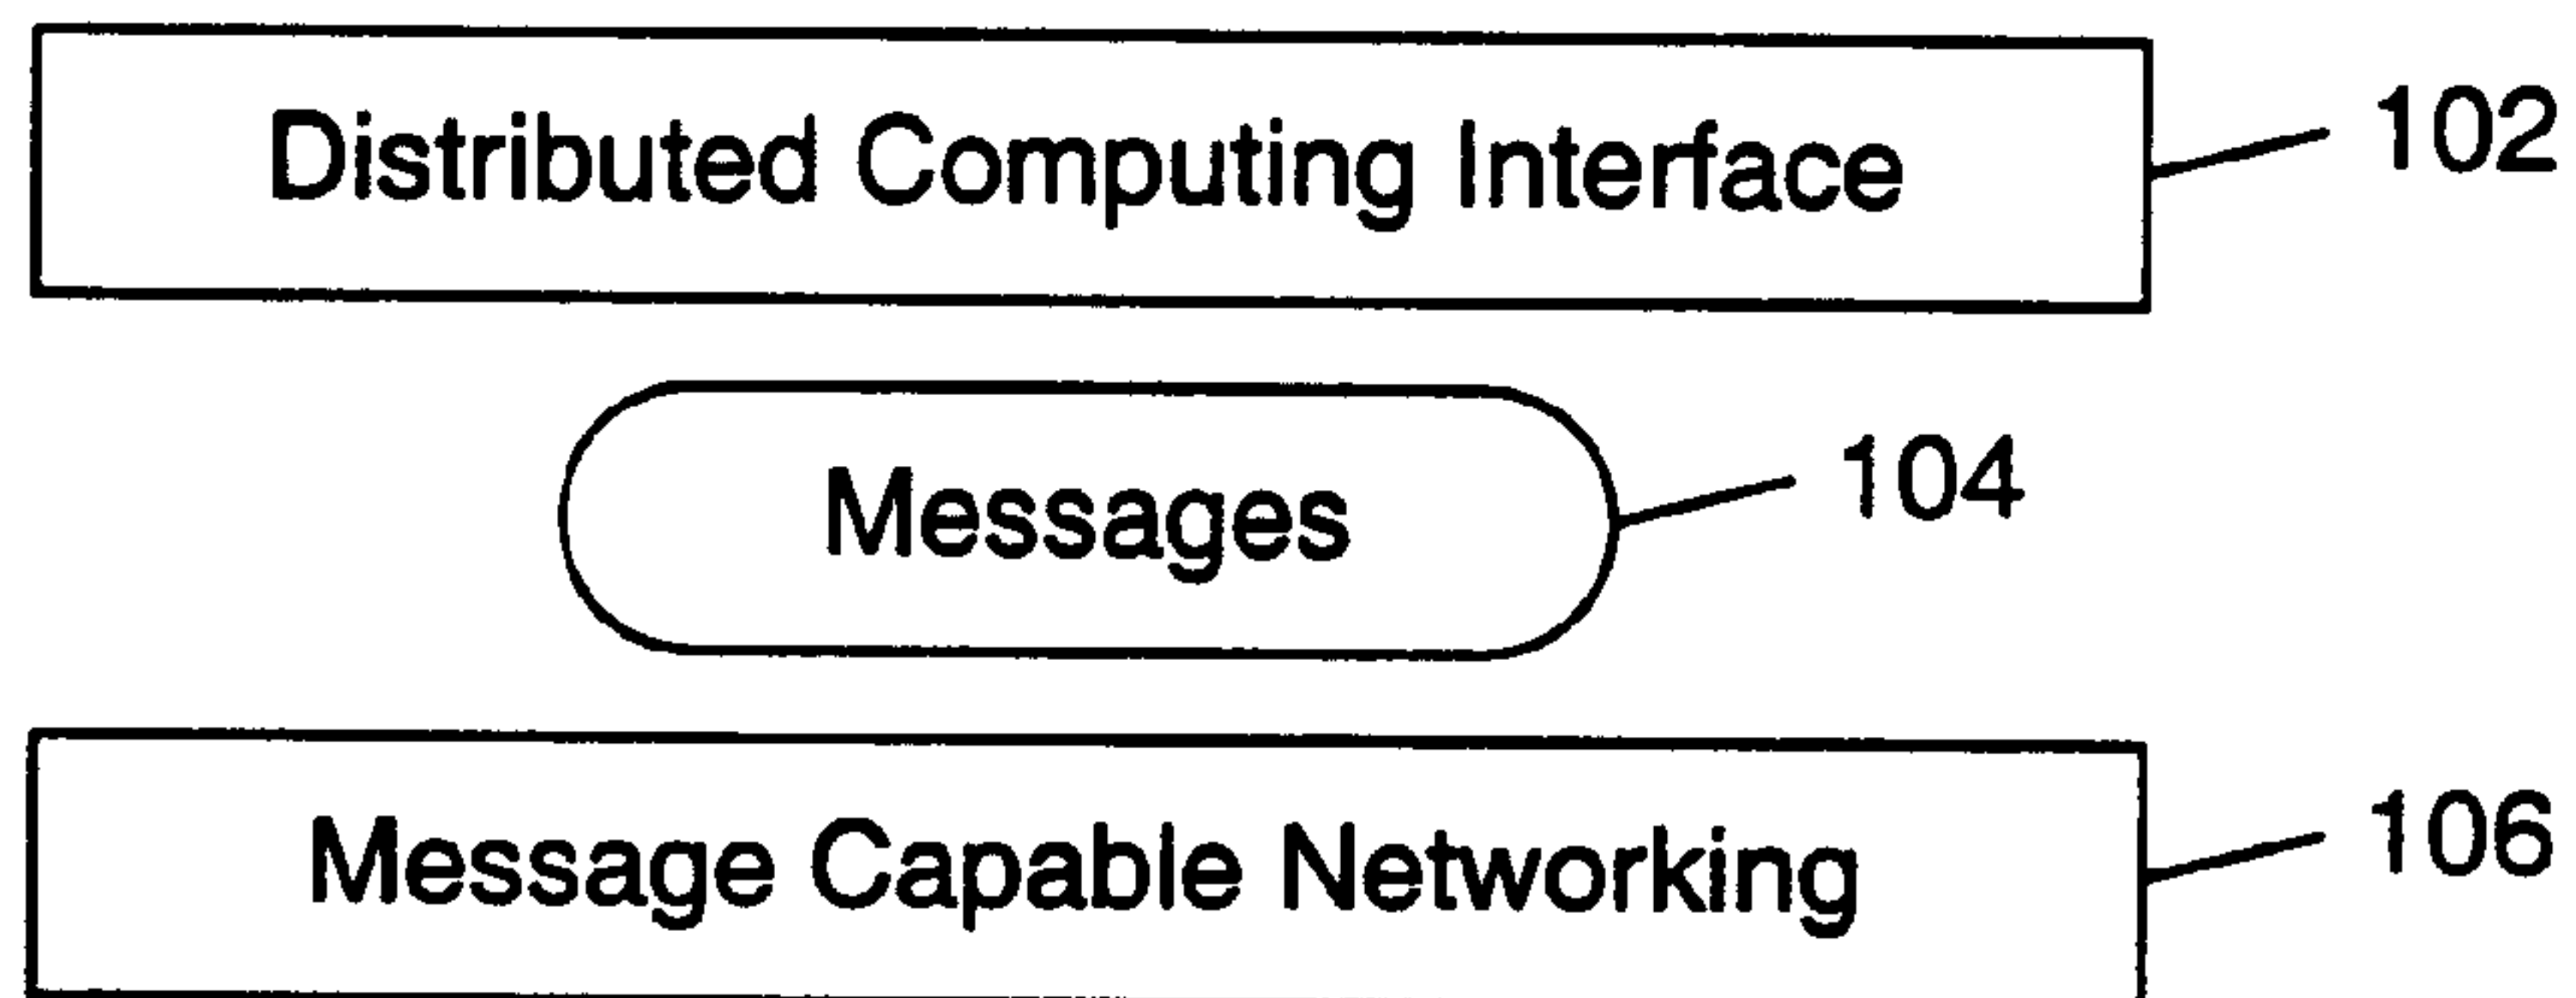 Distributed Computing Interface 102
Messages 104
Message Capable Networking 106